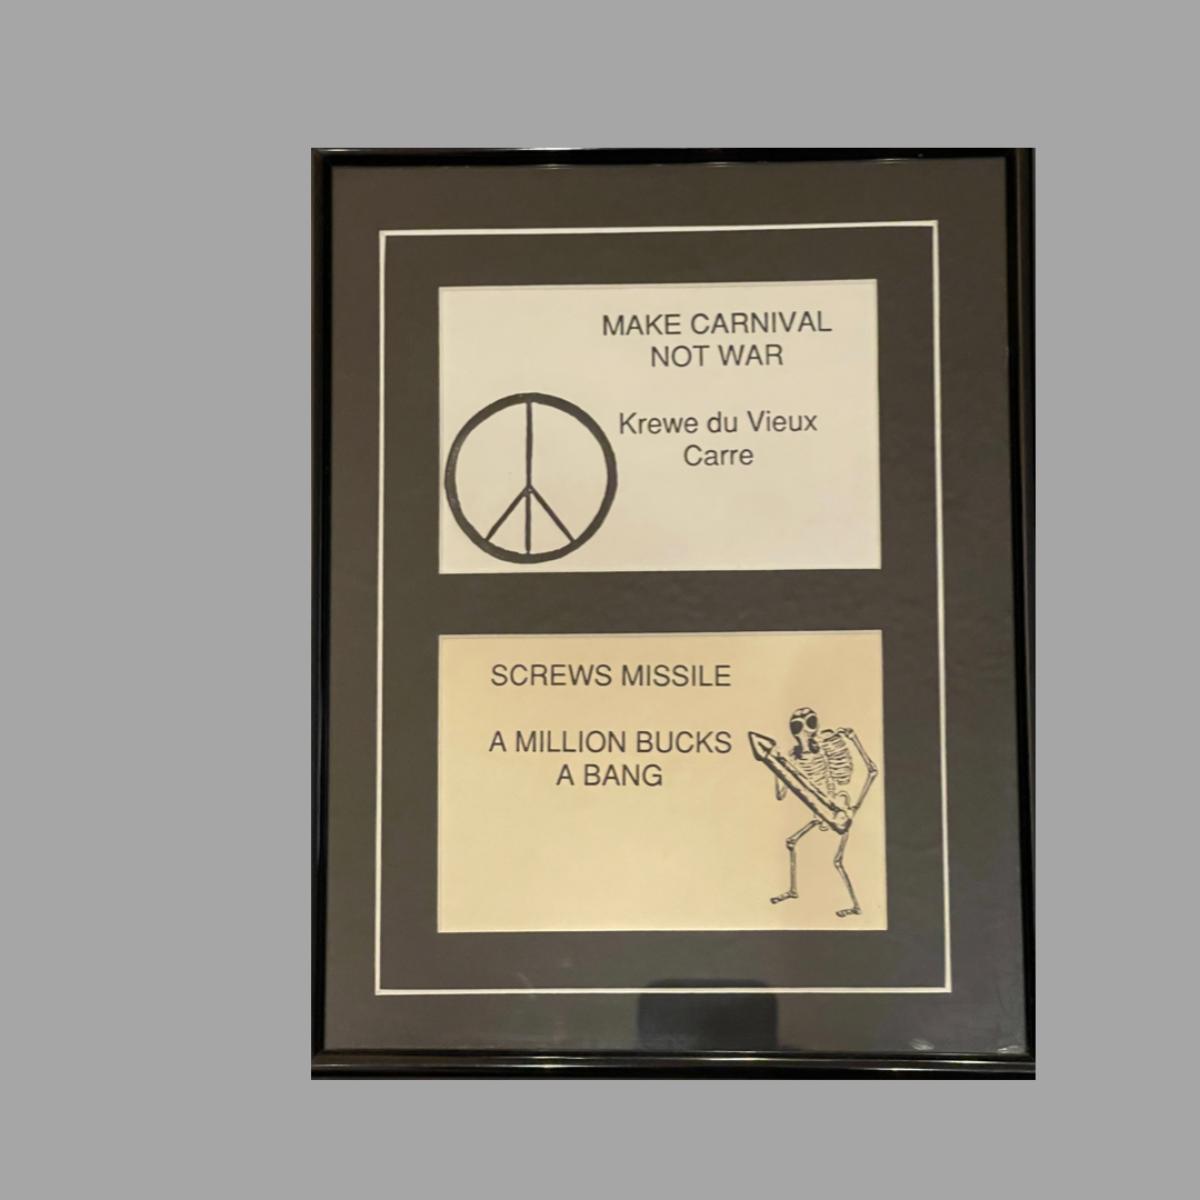 MAKE CARNIVAL
NOT WAR
Krewe du Vieux
Carre
SCREWS MISSILE
A MILLION BUCKS
A BANG